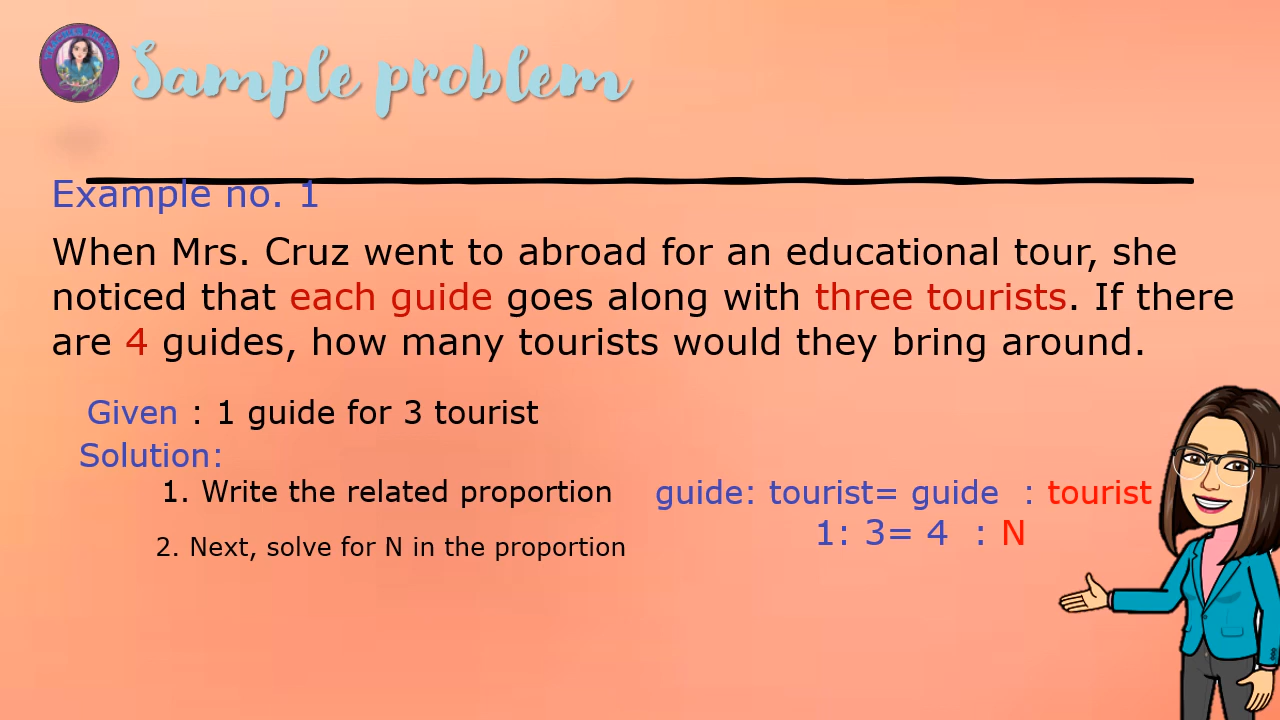 Sample problem
Example no. 1
When Mrs. Cruz went to abroad for an educational tour, she
noticed that each guide goes along with three tourists. If there
are 4 guides, how many tourists would they bring around.
Given : 1 guide for 3 tourist
Solution:
1. Write the related proportion
guide: tourist= guide : tourist
1: 3= 4 : N
2. Next, solve for N in the proportion